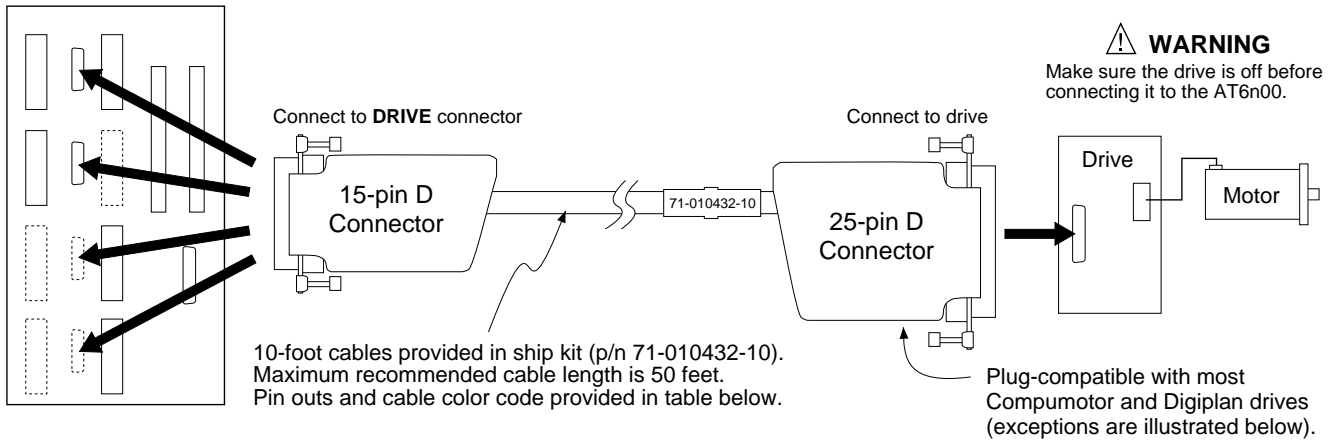 WARNING
Make sure the drive is off before
connecting it to the AT6n00.
Connect to DRIVE connector
Connect to drive
15-pin D
Connector
71-010432-10
25-pin D
Connector
Drive
Motor
10-foot cables provided in ship kit (p/n 71-010432-10).
Maximum recommended cable length is 50 feet.
Pin outs and cable color code provided in table below.
Plug-compatible with most
Compumotor and Digiplan drives
(exceptions are illustrated below).